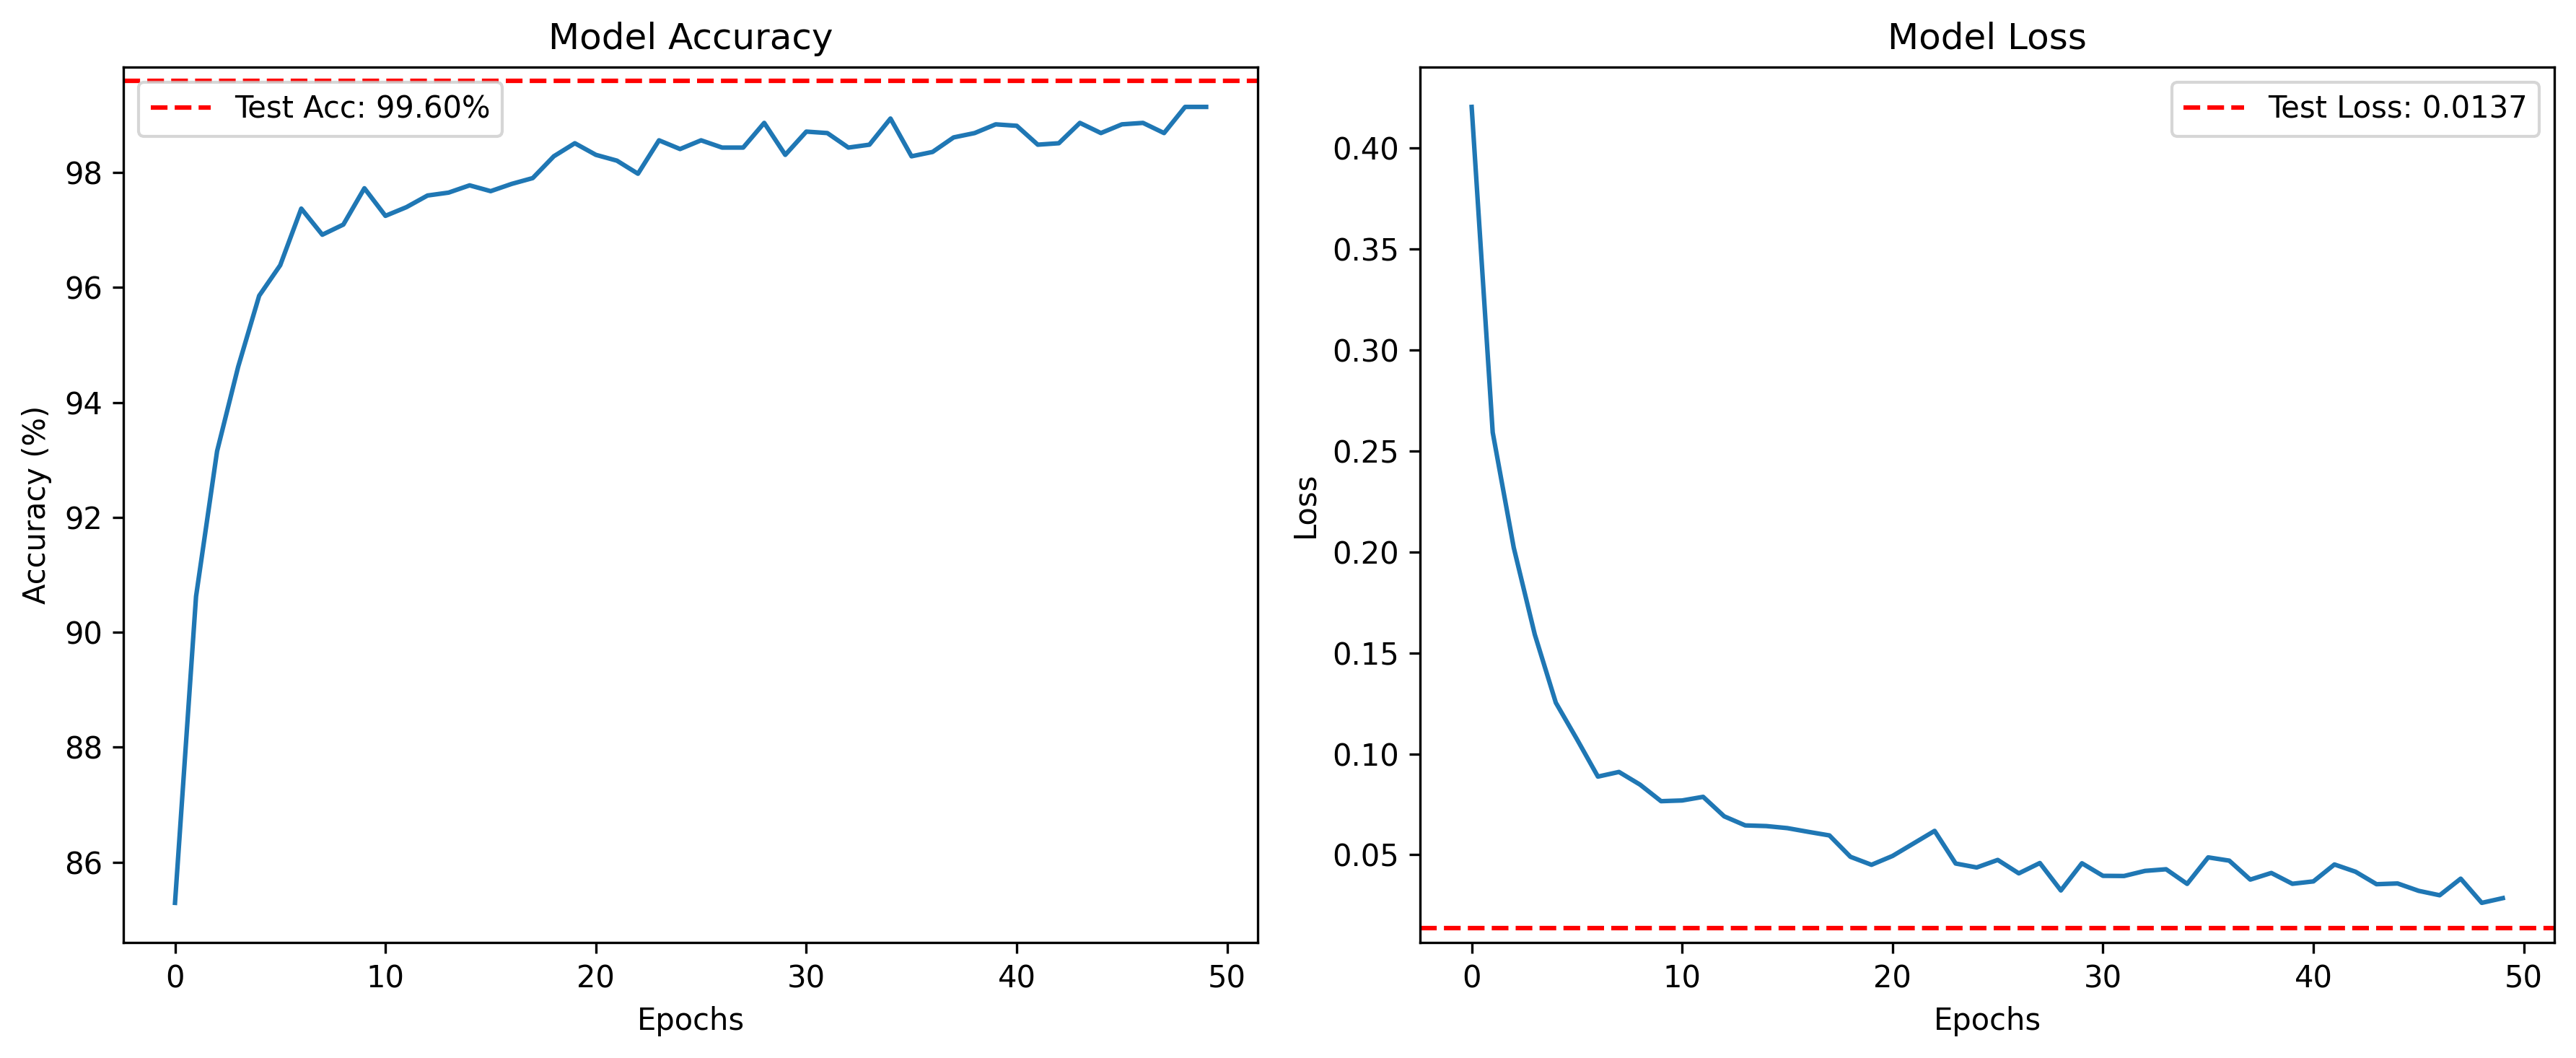 Model Accuracy
Test Acc: 99.60%
98
96
94
92
90
88
86
Accuracy (%)
0 10 20 30 40 50
Epochs
Model Loss
Test Loss: 0.0137
0.40
0.35
0.30
0.25
0.20
0.15
0.10
0.05
Loss
0 10 20 30 40 50
Epochs